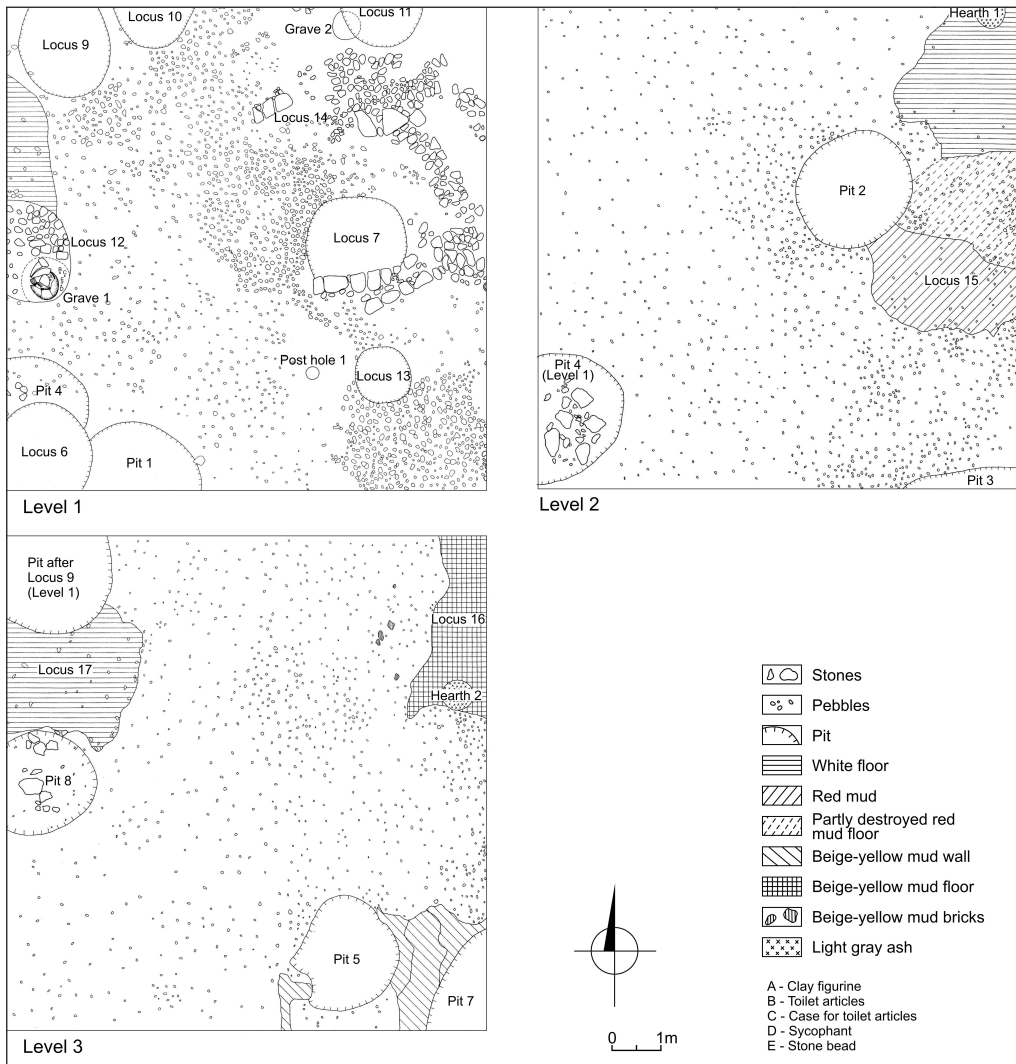 Locus 9
Locus 10
Locus 11
Grave 2
Locus 14
Locus 12
Locus 7
Grave 1
Post hole 1
Locus 13
Pit 4
Locus 6
Pit 1
Level 1
Hearth 1
Pit 2
Locus 15
Pit 4
(Level 1)
Pit 3
Level 2
Pit after
Locus 9
(Level 1)
Locus 16
Locus 17
Hearth 2
Pit 8
Pit 5
Pit 7
Level 3
Stones
Pebbles
Pit
White floor
Red mud
Partly destroyed red
mud floor
Beige-yellow mud wall
Beige-yellow mud floor
Beige-yellow mud bricks
Light gray ash
A - Clay figurine
B - Toilet articles
C - Case for toilet articles
D - Sycophant
E - Stone bead
0 1m